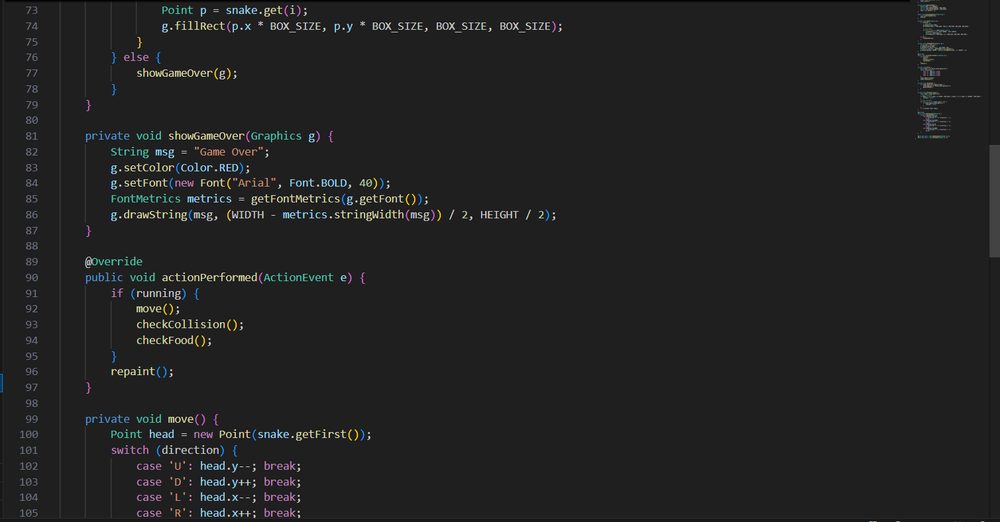 73 Point p = snake.get(i);
74 g.fillRect(p.x * BOX_SIZE, p.y * BOX_SIZE, BOX_SIZE, BOX_SIZE);
75 }
76 } else {
77 showGameOver(g);
78 }
79 }
80
81 private void showGameOver(Graphics g) {
82 String msg = "Game Over";
83 g.setColor(Color.RED);
84 g.setFont(new Font("Arial", Font.BOLD, 40));
85 FontMetrics metrics = getFontMetrics(g.getFont());
86 g.drawString(msg, (WIDTH - metrics.stringWidth(msg)) / 2, HEIGHT / 2);
87 }
88
89 @Override
90 public void actionPerformed(ActionEvent e) {
91 if (running) {
92 move();
93 checkCollision();
94 checkFood();
95 }
96 repaint();
97 }
98
99 private void move() {
100 Point head = new Point(snake.getFirst());
101 switch (direction) {
102 case 'U': head.y--; break;
103 case 'D': head.y++; break;
104 case 'L': head.x--; break;
105 case 'R': head.x++; break;